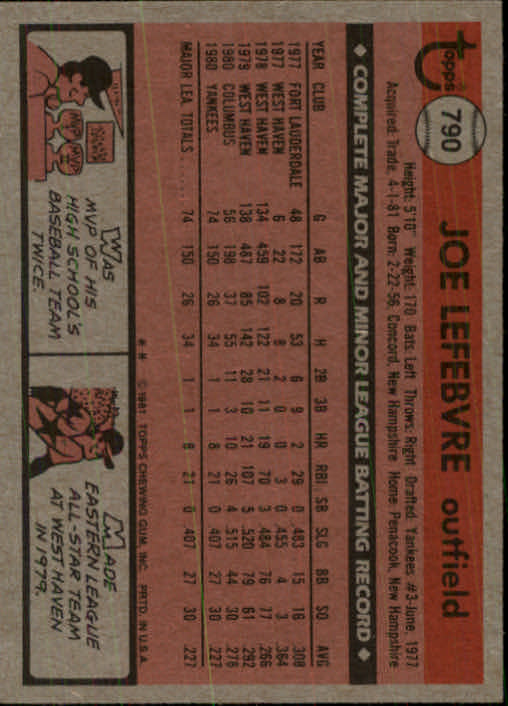 Topps
790
JOE LEFEBVRE outfield
Height: 5'10" Weight: 170 Bats: Left Throws: Right Drafted: Yankees #3-June, 1977
Acquired: Trade, 4-1-81 Born: 2-22-56, Concord, New Hampshire Home: Penacook, New Hampshire
◆ COMPLETE MAJOR AND MINOR LEAGUE BATTING RECORD ◆
YEAR CLUB G AB R H 2B 3B HR RBI SB SLG BB SO AVG
1977 FORT LAUDERDALE 48 172 20 53 6 9 2 29 0 .483 15 16 .308
1977 WEST HAVEN 6 22 8 8 2 0 0 3 0 .455 4 3 .364
1978 WEST HAVEN 134 459 102 122 21 11 19 70 3 .484 76 77 .266
1979 WEST HAVEN 138 487 85 142 28 10 21 107 5 .520 79 61 .292
1980 COLUMBUS 56 198 37 55 11 3 10 26 4 .515 44 30 .278
1980 YANKEES 74 150 26 34 1 1 8 21 0 .407 27 30 .227
MAJOR LEA. TOTALS..... 74 150 26 34 1 1 8 21 0 .407 27 30 .227
** © 1981 TOPPS CHEWING GUM, INC. PRTD. IN U.S.A.
MVP
MVP
WAS
MVP OF HIS
HIGH SCHOOL'S
BASEBALL TEAM
TWICE.
MADE
EASTERN LEAGUE
ALL-STAR TEAM
AT WEST HAVEN
IN 1979.